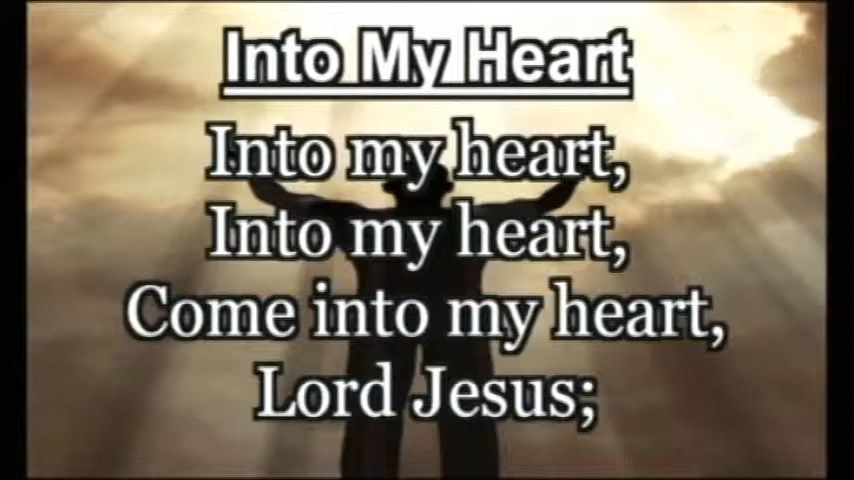 Into My Heart
Into my heart,
Into my heart,
Come into my heart,
Lord Jesus;